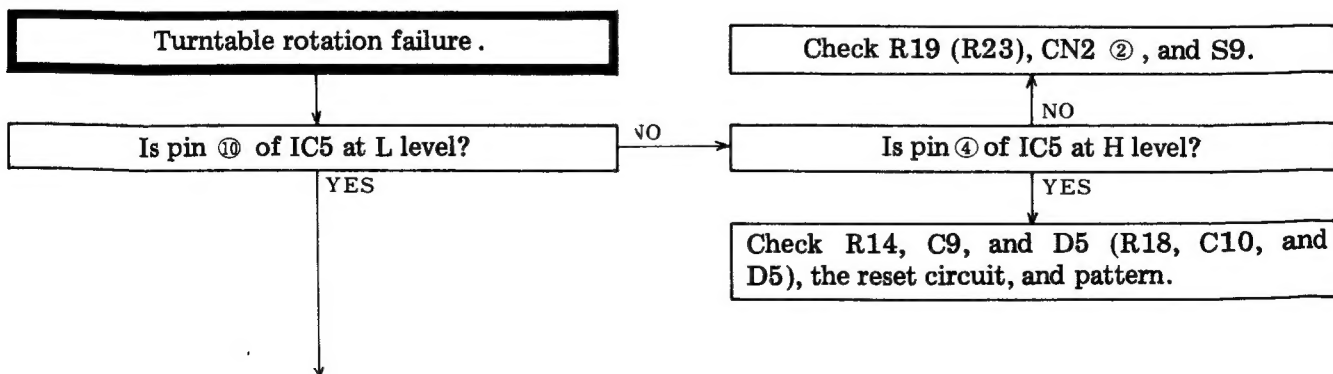 Turntable rotation failure.
Is pin ⑩ of IC5 at L level?
YES
NO
Check R19 (R23), CN2 ②, and S9.
NO
Is pin ④ of IC5 at H level?
YES
Check R14, C9, and D5 (R18, C10, and
D5), the reset circuit, and pattern.